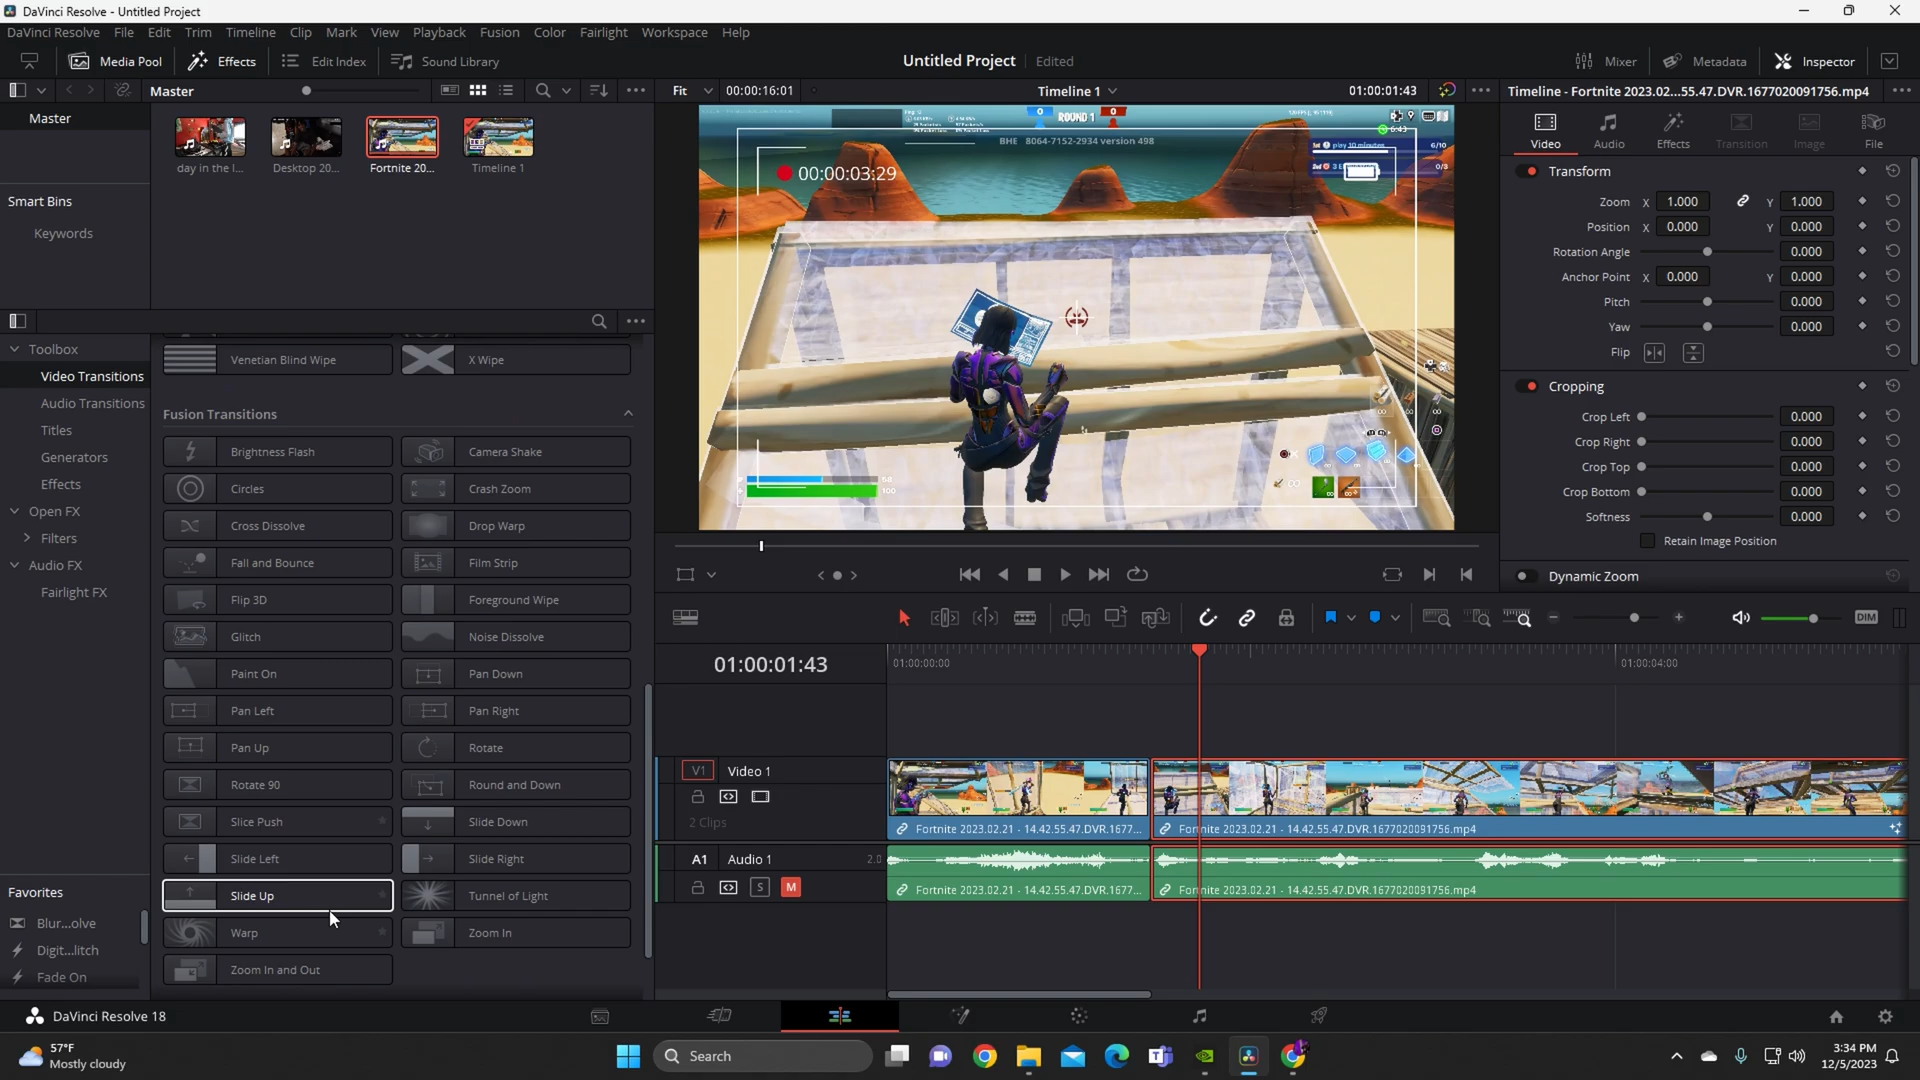 DaVinci Resolve - Untitled Project
DaVinci Resolve File Edit Trim Timeline Clip Mark View Playback Fusion Color Fairlight Workspace Help
Media Pool Effects Edit Index Sound Library Untitled Project Edited Mixer Metadata Inspector
Master Fit 00:00:16:01 Timeline 1 01:00:01:43 Timeline - Fortnite 2023.02...55.47.DVR.1677020091756.mp4
Master
day in the l... Desktop 20... Fortnite 20... Timeline 1
Smart Bins
Keywords
0 ROUND 1 0
BHE 8064-7152-2934 version 498
6:43
play 10 minutes 6/10
0/3
00:00:03:29
100
Video Audio Effects Transition Image File
Transform
Zoom X 1.000 Y 1.000
Position X 0.000 Y 0.000
Rotation Angle 0.000
Anchor Point X 0.000 Y 0.000
Pitch 0.000
Yaw 0.000
Flip
Cropping
Crop Left 0.000
Crop Right 0.000
Crop Top 0.000
Crop Bottom 0.000
Softness 0.000
Retain Image Position
Dynamic Zoom
Toolbox
Video Transitions
Audio Transitions
Titles
Generators
Effects
Open FX
Filters
Audio FX
Fairlight FX
Favorites
Blur...olve
Digit...litch
Fade On
Venetian Blind Wipe X Wipe
Fusion Transitions
Brightness Flash Camera Shake
Circles Crash Zoom
Cross Dissolve Drop Warp
Fall and Bounce Film Strip
Flip 3D Foreground Wipe
Glitch Noise Dissolve
Paint On Pan Down
Pan Left Pan Right
Pan Up Rotate
Rotate 90 Round and Down
Slice Push Slide Down
Slide Left Slide Right
Slide Up Tunnel of Light
Warp Zoom In
Zoom In and Out
DIM
01:00:01:43 01:00:00:00 01:00:04:00
V1 Video 1
2 Clips
Fortnite 2023.02.21 - 14.42.55.47.DVR.1677... Fortnite 2023.02.21 - 14.42.55.47.DVR.1677020091756.mp4
A1 Audio 1 2.0
S M
Fortnite 2023.02.21 - 14.42.55.47.DVR.1677... Fortnite 2023.02.21 - 14.42.55.47.DVR.1677020091756.mp4
DaVinci Resolve 18
57°F
Mostly cloudy
Search
3:34 PM
12/5/2023